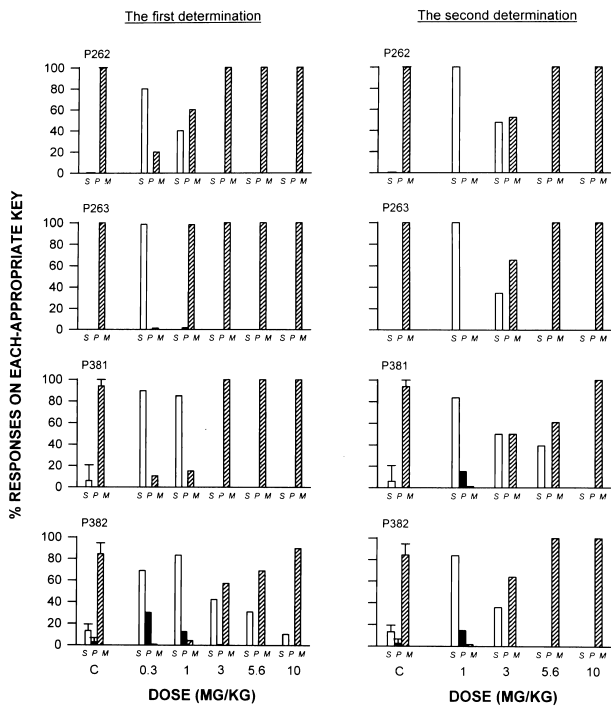 The first determination
The second determination
% RESPONSES ON EACH-APPROPRIATE KEY
P262
100
80
60
40
20
0
S P M S P M S P M S P M S P M S P M
P262
S P M S P M S P M S P M S P M
P263
100
80
60
40
20
0
S P M S P M S P M S P M S P M S P M
P263
S P M S P M S P M S P M S P M
P381
100
80
60
40
20
0
S P M S P M S P M S P M S P M S P M
P381
S P M S P M S P M S P M S P M
P382
100
80
60
40
20
0
S P M S P M S P M S P M S P M S P M
C 0.3 1 3 5.6 10
DOSE (MG/KG)
P382
S P M S P M S P M S P M S P M
C 1 3 5.6 10
DOSE (MG/KG)